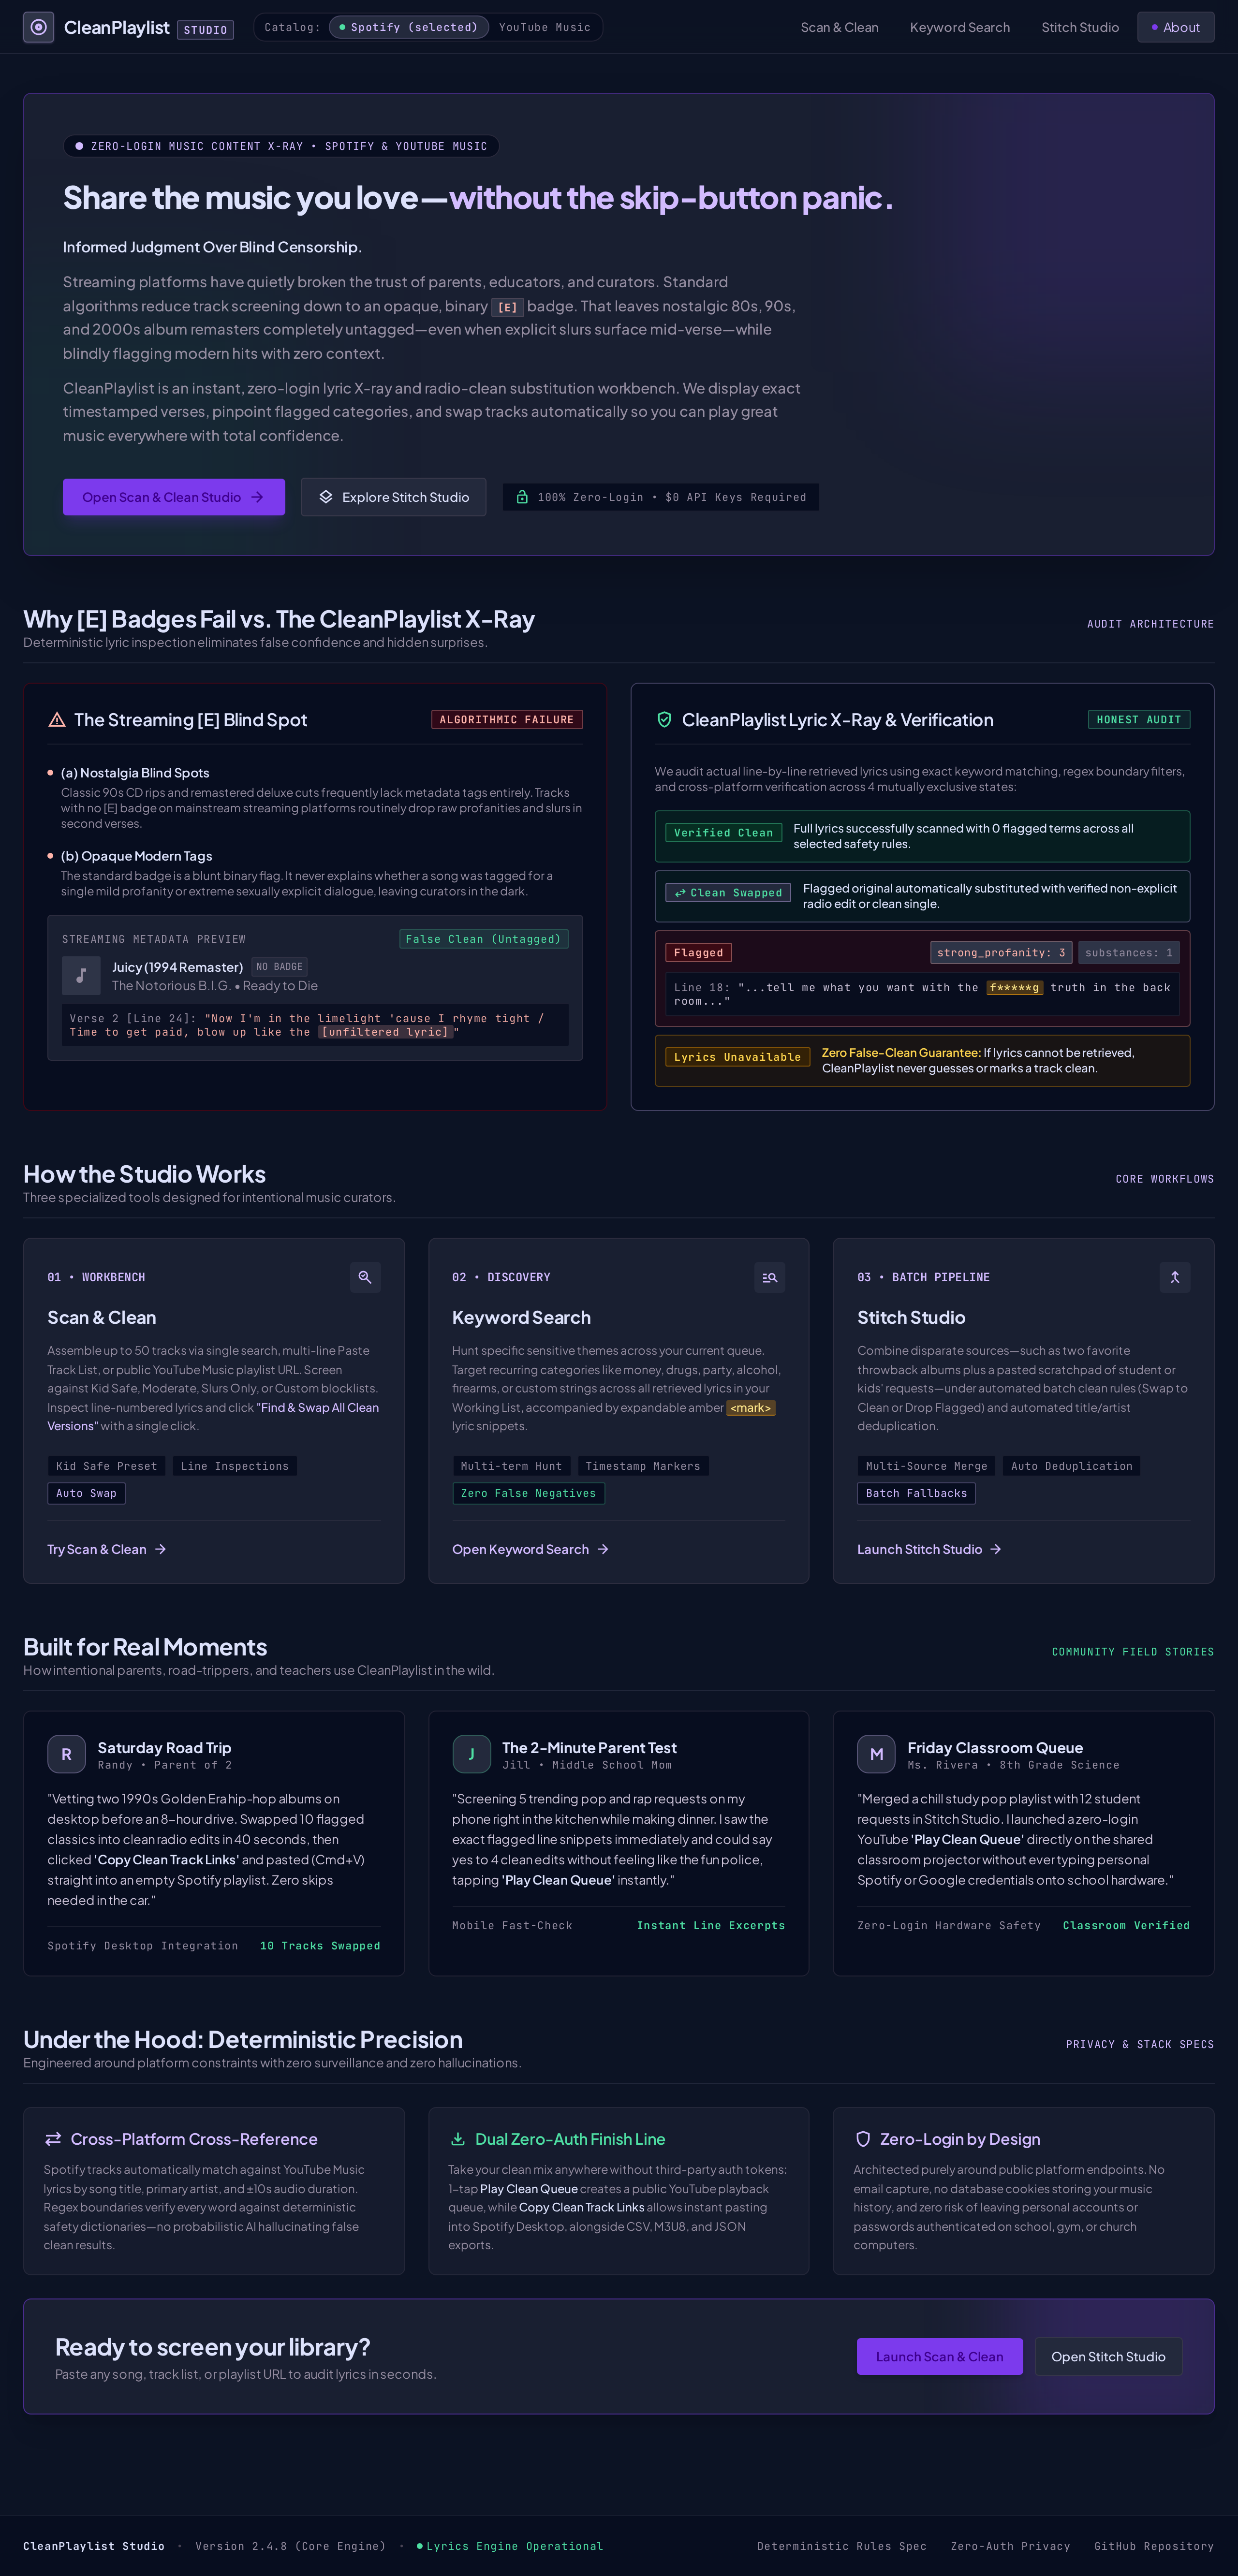 CleanPlaylist STUDIO
Catalog: Spotify (selected) YouTube Music
Scan & Clean Keyword Search Stitch Studio About
ZERO-LOGIN MUSIC CONTENT X-RAY • SPOTIFY & YOUTUBE MUSIC
Share the music you love—without the skip-button panic.
Informed Judgment Over Blind Censorship.
Streaming platforms have quietly broken the trust of parents, educators, and curators. Standard
algorithms reduce track screening down to an opaque, binary [E] badge. That leaves nostalgic 80s, 90s,
and 2000s album remasters completely untagged—even when explicit slurs surface mid-verse—while
blindly flagging modern hits with zero context.
CleanPlaylist is an instant, zero-login lyric X-ray and radio-clean substitution workbench. We display exact
timestamped verses, pinpoint flagged categories, and swap tracks automatically so you can play great
music everywhere with total confidence.
Open Scan & Clean Studio
Explore Stitch Studio
100% Zero-Login • $0 API Keys Required
Why [E] Badges Fail vs. The CleanPlaylist X-Ray
Deterministic lyric inspection eliminates false confidence and hidden surprises.
AUDIT ARCHITECTURE
The Streaming [E] Blind Spot
ALGORITHMIC FAILURE
(a) Nostalgia Blind Spots
Classic 90s CD rips and remastered deluxe cuts frequently lack metadata tags entirely. Tracks
with no [E] badge on mainstream streaming platforms routinely drop raw profanities and slurs in
second verses.
(b) Opaque Modern Tags
The standard badge is a blunt binary flag. It never explains whether a song was tagged for a
single mild profanity or extreme sexually explicit dialogue, leaving curators in the dark.
STREAMING METADATA PREVIEW
False Clean (Untagged)
Juicy (1994 Remaster) NO BADGE
The Notorious B.I.G. • Ready to Die
Verse 2 [Line 24]: "Now I'm in the limelight 'cause I rhyme tight /
Time to get paid, blow up like the [unfiltered lyric]"
CleanPlaylist Lyric X-Ray & Verification
HONEST AUDIT
We audit actual line-by-line retrieved lyrics using exact keyword matching, regex boundary filters,
and cross-platform verification across 4 mutually exclusive states:
Verified Clean
Full lyrics successfully scanned with 0 flagged terms across all
selected safety rules.
Clean Swapped
Flagged original automatically substituted with verified non-explicit
radio edit or clean single.
Flagged
strong_profanity: 3 substances: 1
Line 18: "...tell me what you want with the f*****g truth in the back
room..."
Lyrics Unavailable
Zero False-Clean Guarantee: If lyrics cannot be retrieved,
CleanPlaylist never guesses or marks a track clean.
How the Studio Works
Three specialized tools designed for intentional music curators.
CORE WORKFLOWS
01 • WORKBENCH
Scan & Clean
Assemble up to 50 tracks via single search, multi-line Paste
Track List, or public YouTube Music playlist URL. Screen
against Kid Safe, Moderate, Slurs Only, or Custom blocklists.
Inspect line-numbered lyrics and click "Find & Swap All Clean
Versions" with a single click.
Kid Safe Preset Line Inspections
Auto Swap
Try Scan & Clean
02 • DISCOVERY
Keyword Search
Hunt specific sensitive themes across your current queue.
Target recurring categories like money, drugs, party, alcohol,
firearms, or custom strings across all retrieved lyrics in your
Working List, accompanied by expandable amber <mark>
lyric snippets.
Multi-term Hunt Timestamp Markers
Zero False Negatives
Open Keyword Search
03 • BATCH PIPELINE
Stitch Studio
Combine disparate sources—such as two favorite
throwback albums plus a pasted scratchpad of student or
kids' requests—under automated batch clean rules (Swap to
Clean or Drop Flagged) and automated title/artist
deduplication.
Multi-Source Merge Auto Deduplication
Batch Fallbacks
Launch Stitch Studio
Built for Real Moments
How intentional parents, road-trippers, and teachers use CleanPlaylist in the wild.
COMMUNITY FIELD STORIES
R
Saturday Road Trip
Randy • Parent of 2
"Vetting two 1990s Golden Era hip-hop albums on
desktop before an 8-hour drive. Swapped 10 flagged
classics into clean radio edits in 40 seconds, then
clicked 'Copy Clean Track Links' and pasted (Cmd+V)
straight into an empty Spotify playlist. Zero skips
needed in the car."
Spotify Desktop Integration 10 Tracks Swapped
J
The 2-Minute Parent Test
Jill • Middle School Mom
"Screening 5 trending pop and rap requests on my
phone right in the kitchen while making dinner. I saw the
exact flagged line snippets immediately and could say
yes to 4 clean edits without feeling like the fun police,
tapping 'Play Clean Queue' instantly."
Mobile Fast-Check Instant Line Excerpts
M
Friday Classroom Queue
Ms. Rivera • 8th Grade Science
"Merged a chill study pop playlist with 12 student
requests in Stitch Studio. I launched a zero-login
YouTube 'Play Clean Queue' directly on the shared
classroom projector without ever typing personal
Spotify or Google credentials onto school hardware."
Zero-Login Hardware Safety Classroom Verified
Under the Hood: Deterministic Precision
Engineered around platform constraints with zero surveillance and zero hallucinations.
PRIVACY & STACK SPECS
Cross-Platform Cross-Reference
Spotify tracks automatically match against YouTube Music
lyrics by song title, primary artist, and ±10s audio duration.
Regex boundaries verify every word against deterministic
safety dictionaries—no probabilistic AI hallucinating false
clean results.
Dual Zero-Auth Finish Line
Take your clean mix anywhere without third-party auth tokens:
1-tap Play Clean Queue creates a public YouTube playback
queue, while Copy Clean Track Links allows instant pasting
into Spotify Desktop, alongside CSV, M3U8, and JSON
exports.
Zero-Login by Design
Architected purely around public platform endpoints. No
email capture, no database cookies storing your music
history, and zero risk of leaving personal accounts or
passwords authenticated on school, gym, or church
computers.
Ready to screen your library?
Paste any song, track list, or playlist URL to audit lyrics in seconds.
Launch Scan & Clean
Open Stitch Studio
CleanPlaylist Studio • Version 2.4.8 (Core Engine) • Lyrics Engine Operational
Deterministic Rules Spec Zero-Auth Privacy GitHub Repository